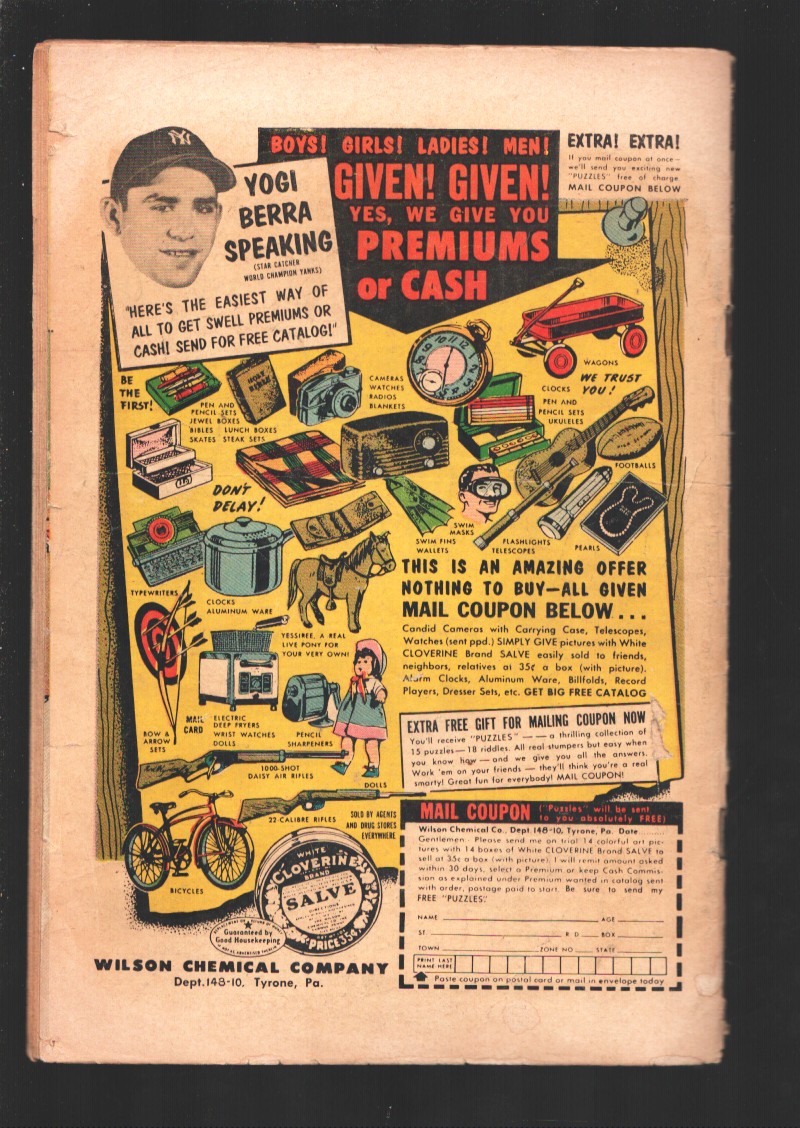 BOYS! GIRLS! LADIES! MEN!
GIVEN! GIVEN!
YES, WE GIVE YOU
PREMIUMS
or CASH
EXTRA! EXTRA!
If you mail coupon at once—
we'll send you exciting new
"PUZZLES" free of charge.
MAIL COUPON BELOW
NY
YOGI
BERRA
SPEAKING
(STAR CATCHER
WORLD CHAMPION YANKS)
"HERE'S THE EASIEST WAY OF
ALL TO GET SWELL PREMIUMS OR
CASH! SEND FOR FREE CATALOG!"
BE
THE
FIRST!
PEN AND
PENCIL SETS
JEWEL BOXES
BIBLES LUNCH BOXES
SKATES STEAK SETS
HOLY
BIBLE
CAMERAS
WATCHES
RADIOS
BLANKETS
WAGONS
CLOCKS
WE TRUST
YOU!
PEN AND
PENCIL SETS
UKULELES
FOOTBALLS
DON'T
DELAY!
SWIM FINS
WALLETS
SWIM
MASKS
FLASHLIGHTS
TELESCOPES
PEARLS
TYPEWRITERS
CLOCKS
ALUMINUM WARE
YESSIREE, A REAL
LIVE PONY FOR
YOUR VERY OWN!
THIS IS AN AMAZING OFFER
NOTHING TO BUY—ALL GIVEN
MAIL COUPON BELOW...
Candid Cameras with Carrying Case, Telescopes,
Watches (sent ppd.) SIMPLY GIVE pictures with White
CLOVERINE Brand SALVE easily sold to friends,
neighbors, relatives at 35¢ a box (with picture).
Alarm Clocks, Aluminum Ware, Billfolds, Record
Players, Dresser Sets, etc. GET BIG FREE CATALOG
BOW &
ARROW
SETS
MAIL
CARD
ELECTRIC
DEEP FRYERS
WRIST WATCHES
DOLLS
PENCIL
SHARPENERS
DOLLS
1000-SHOT
DAISY AIR RIFLES
22-CALIBRE RIFLES
BICYCLES
SOLD BY AGENTS
AND DRUG STORES
EVERYWHERE
EXTRA FREE GIFT FOR MAILING COUPON NOW
You'll receive "PUZZLES" — — a thrilling collection of
15 puzzles—18 riddles. All real stumpers but easy when
you know how—and we give you all the answers.
Work 'em on your friends — they'll think you're a real
smarty! Great fun for everybody! MAIL COUPON!
WHITE
CLOVERINE
BRAND
SALVE
PRICE 35¢
Guaranteed by
Good Housekeeping
WILSON CHEMICAL COMPANY
Dept. 148-10. Tyrone, Pa.
MAIL COUPON ("Puzzles" will be sent
to you absolutely FREE)
Wilson Chemical Co., Dept. 148-10, Tyrone, Pa. Date
Gentlemen: Please send me on trial 14 colorful art pic-
tures with 14 boxes of White CLOVERINE Brand SALVE to
sell at 35¢ a box (with picture). I will remit amount asked
within 30 days, select a Premium or keep Cash Commis-
sion as explained under Premium wanted in catalog sent
with order, postage paid to start. Be sure to send my
FREE "PUZZLES".
NAME AGE
ST. R D BOX
TOWN ZONE NO. STATE
PRINT LAST
NAME HERE
Paste coupon on postal card or mail in envelope today